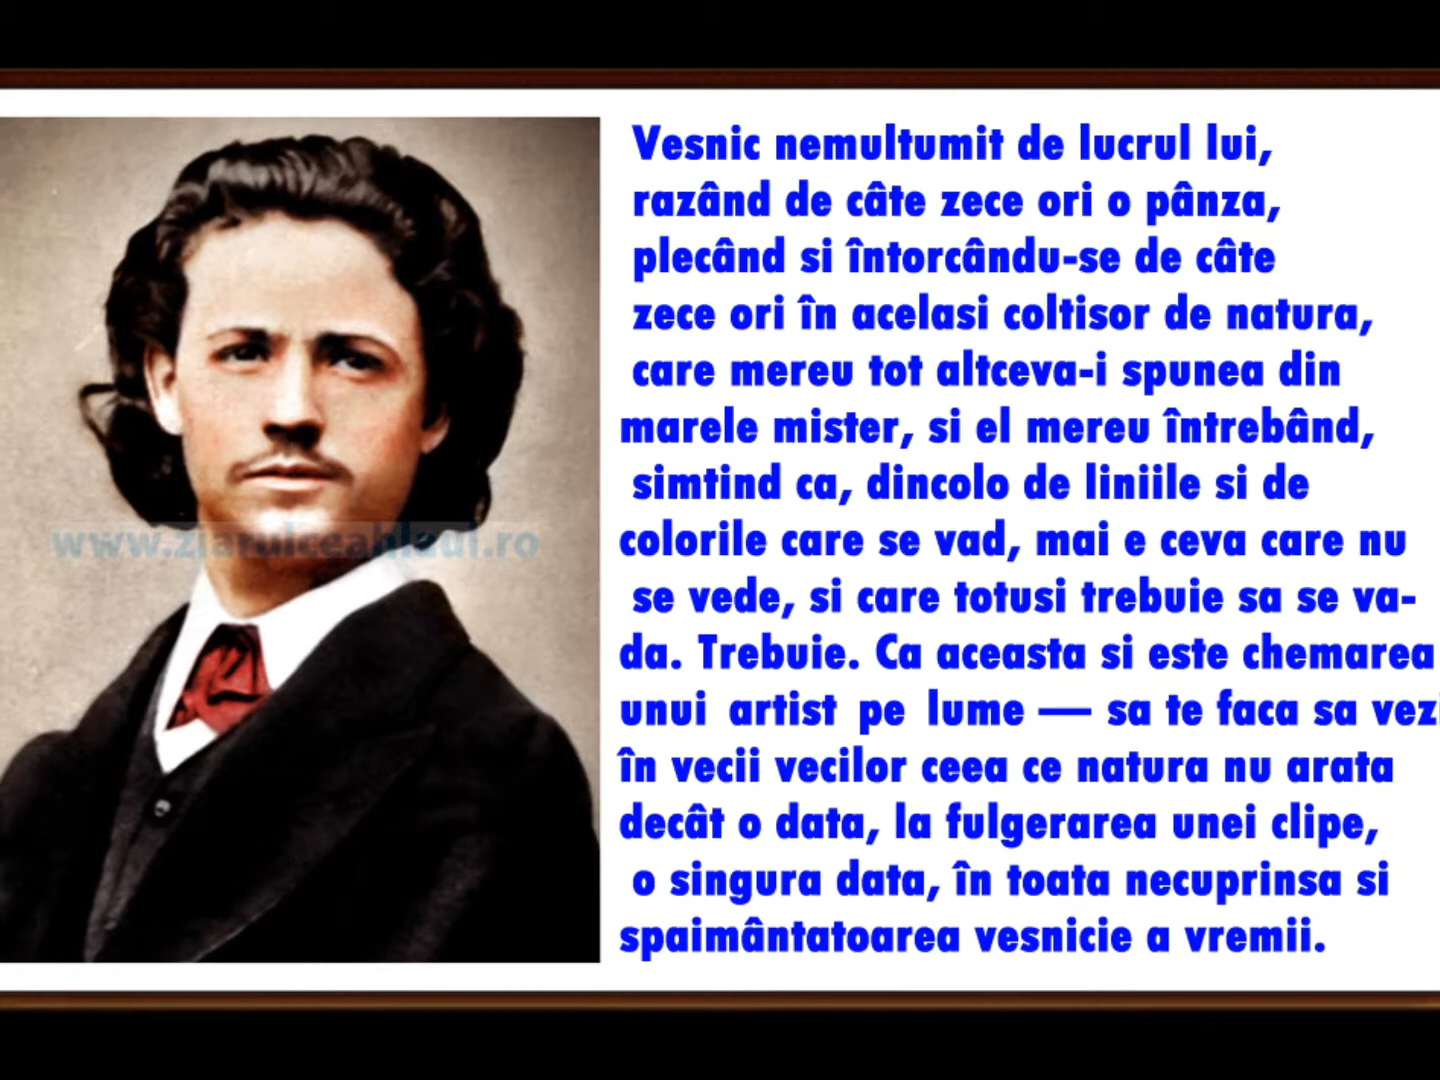 Vesnic nemultumit de lucrul lui,
razând de câte zece ori o pânza,
plecând si întorcându-se de câte
zece ori în acelasi coltisor de natura,
care mereu tot altceva-i spunea din
marele mister, si el mereu întrebând,
simtind ca, dincolo de liniile si de
colorile care se vad, mai e ceva care nu
se vede, si care totusi trebuie sa se va-
da. Trebuie. Ca aceasta si este chemarea
unui artist pe lume — sa te faca sa vezi
în vecii vecilor ceea ce natura nu arata
decât o data, la fulgerarea unei clipe,
o singura data, în toata necuprinsa si
spaimântatoarea vesnicie a vremii.
www.ziarulceahlaul.ro